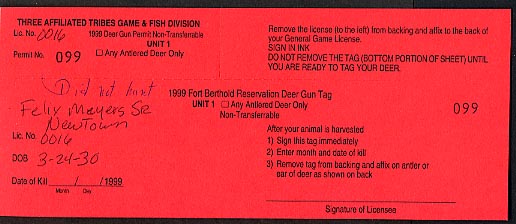 THREE AFFILIATED TRIBES GAME & FISH DIVISION
Lic. No. 0016 1999 Deer Gun Permit Non-Transferrable
UNIT 1
Permit No. 099 ☐ Any Antlered Deer Only
Remove the license (to the left) from backing and affix to the back of
your General Game License.
SIGN IN INK
DO NOT REMOVE THE TAG (BOTTOM PORTION OF SHEET) UNTIL
YOU ARE READY TO TAG YOUR DEER.
Did not hunt
Felix Meyers Sr
New Town
Lic. No. 0016
DOB 3-24-30
Date of Kill ____/____/1999
Month Day
1999 Fort Berthold Reservation Deer Gun Tag
UNIT 1 ☐ Any Antlered Deer Only
Non-Transferrable
099
After your animal is harvested
1) Sign this tag immediately
2) Enter month and date of kill
3) Remove tag from backing and affix on antler or
ear of deer as shown on back
Signature of Licensee